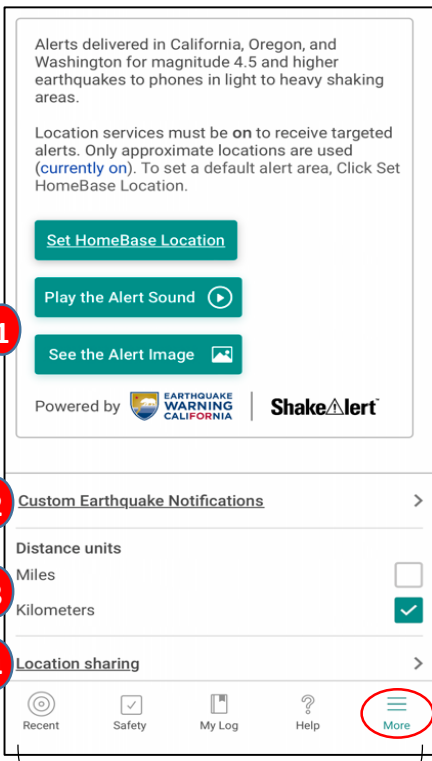 Alerts delivered in California, Oregon, and
Washington for magnitude 4.5 and higher
earthquakes to phones in light to heavy shaking
areas.
Location services must be on to receive targeted
alerts. Only approximate locations are used
(currently on). To set a default alert area, Click Set
HomeBase Location.
Set HomeBase Location
Play the Alert Sound
1
See the Alert Image
Powered by EARTHQUAKE WARNING CALIFORNIA ShakeAlert
Custom Earthquake Notifications
Distance units
Miles
Kilometers
Location sharing
Recent Safety My Log Help More